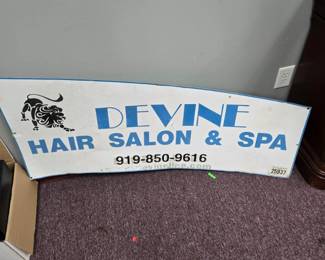 DEVINE
HAIR SALON & SPA
919-850-9616